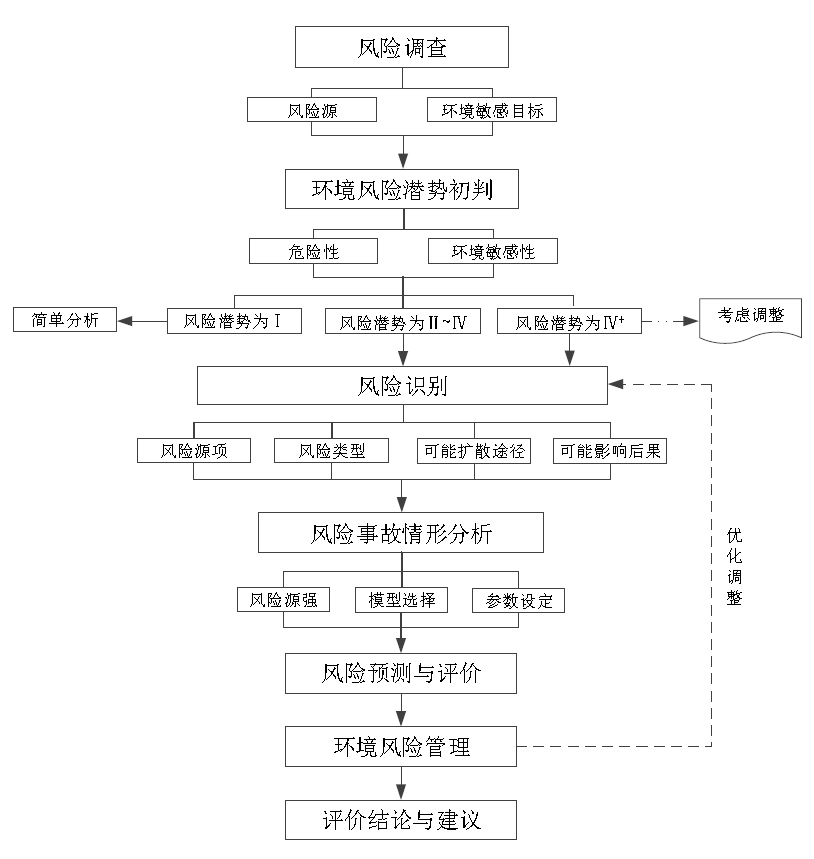 风险调查
风险源
环境敏感目标
环境风险潜势初判
危险性
环境敏感性
简单分析
风险潜势为Ⅰ
风险潜势为Ⅱ~Ⅳ
风险潜势为Ⅳ⁺
考虑调整
风险识别
风险源项
风险类型
可能扩散途径
可能影响后果
风险事故情形分析
风险源强
模型选择
参数设定
优化调整
风险预测与评价
环境风险管理
评价结论与建议